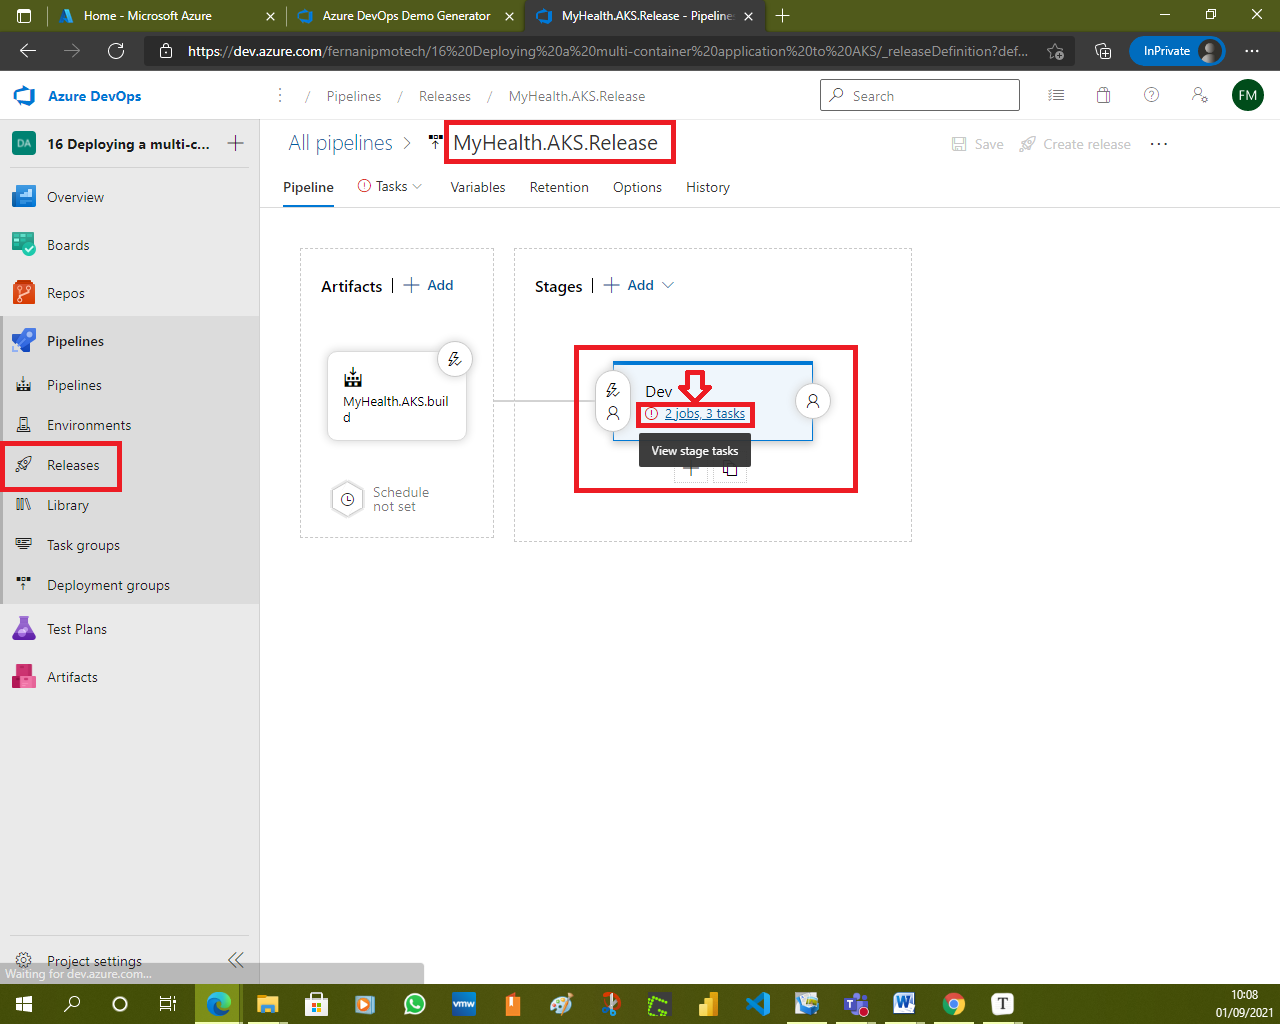 Home - Microsoft Azure
Azure DevOps Demo Generator
MyHealth.AKS.Release - Pipelines
https://dev.azure.com/fernanipmotech/16%20Deploying%20a%20multi-container%20application%20to%20AKS/_releaseDefinition?def...
InPrivate
Azure DevOps
/ Pipelines / Releases / MyHealth.AKS.Release
Search
FM
DA
16 Deploying a multi-c...
All pipelines
MyHealth.AKS.Release
Save
Create release
Pipeline
Tasks
Variables
Retention
Options
History
Overview
Boards
Repos
Pipelines
Pipelines
Environments
Releases
Library
Task groups
Deployment groups
Test Plans
Artifacts
Artifacts | + Add
Stages | + Add
MyHealth.AKS.buil
d
Schedule
not set
Dev
2 jobs, 3 tasks
View stage tasks
Project settings
Waiting for dev.azure.com...
vmw
W
T
10:08
01/09/2021